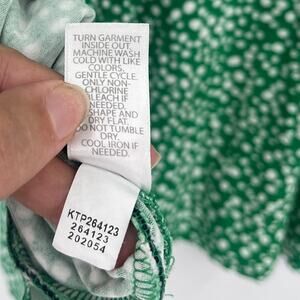 TURN GARMENT
INSIDE OUT.
MACHINE WASH
COLD WITH LIKE
COLORS.
GENTLE CYCLE.
ONLY NON-
CHLORINE
BLEACH IF
NEEDED.
SHAPE AND
DRY FLAT.
DO NOT TUMBLE
DRY.
COOL IRON IF
NEEDED.
KTP264123
264123
202054